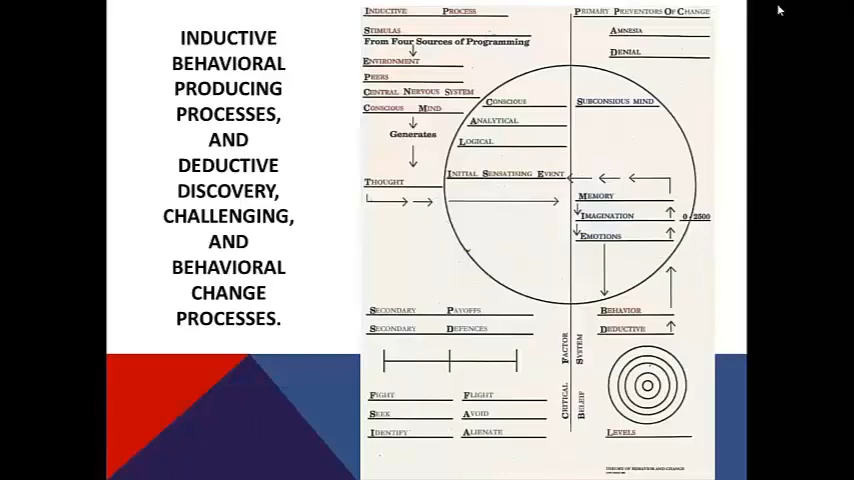 INDUCTIVE
BEHAVIORAL
PRODUCING
PROCESSES,
AND
DEDUCTIVE
DISCOVERY,
CHALLENGING,
AND
BEHAVIORAL
CHANGE
PROCESSES.
INDUCTIVE PROCESS
STIMULAS
From Four Sources of Programming
ENVIRONMENT
PEERS
CENTRAL NERVOUS SYSTEM
CONSCIOUS MIND
Generates
THOUGHT
PRIMARY PREVENTORS OF CHANGE
AMNESIA
DENIAL
CONSCIOUS
ANALYTICAL
LOGICAL
INITIAL SENSATISING EVENT
SUBCONSIOUS MIND
MEMORY
IMAGINATION
0-2500
EMOTIONS
SECONDARY PAYOFFS
SECONDARY DEFENCES
BEHAVIOR
DEDUCTIVE
CRITICAL FACTOR
BELEIF SYSTEM
FIGHT FLIGHT
SEEK AVOID
IDENTIFY ALIENATE
LEVELS
THEORY OF BEHAVIOR AND CHANGE